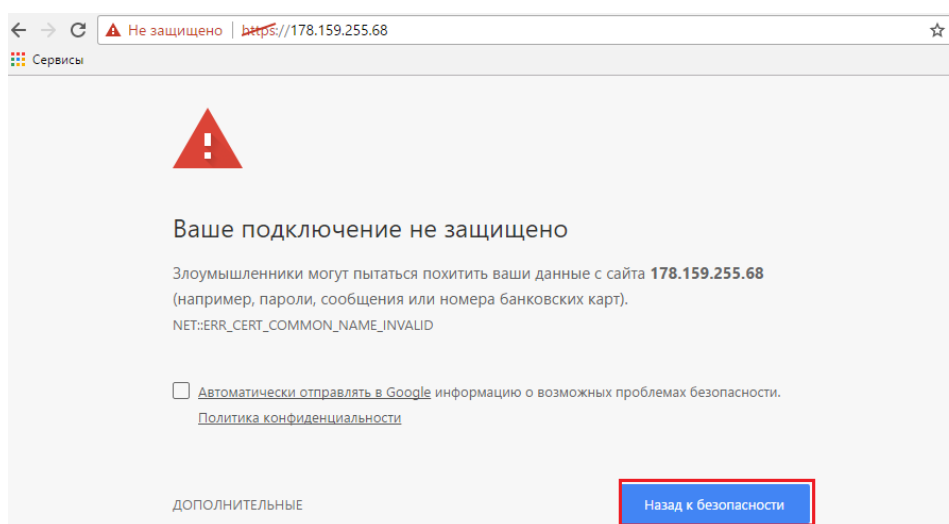 Не защищено | https://178.159.255.68
Сервисы
Ваше подключение не защищено
Злоумышленники могут пытаться похитить ваши данные с сайта 178.159.255.68
(например, пароли, сообщения или номера банковских карт).
NET::ERR_CERT_COMMON_NAME_INVALID
Автоматически отправлять в Google информацию о возможных проблемах безопасности.
Политика конфиденциальности
ДОПОЛНИТЕЛЬНЫЕ
Назад к безопасности